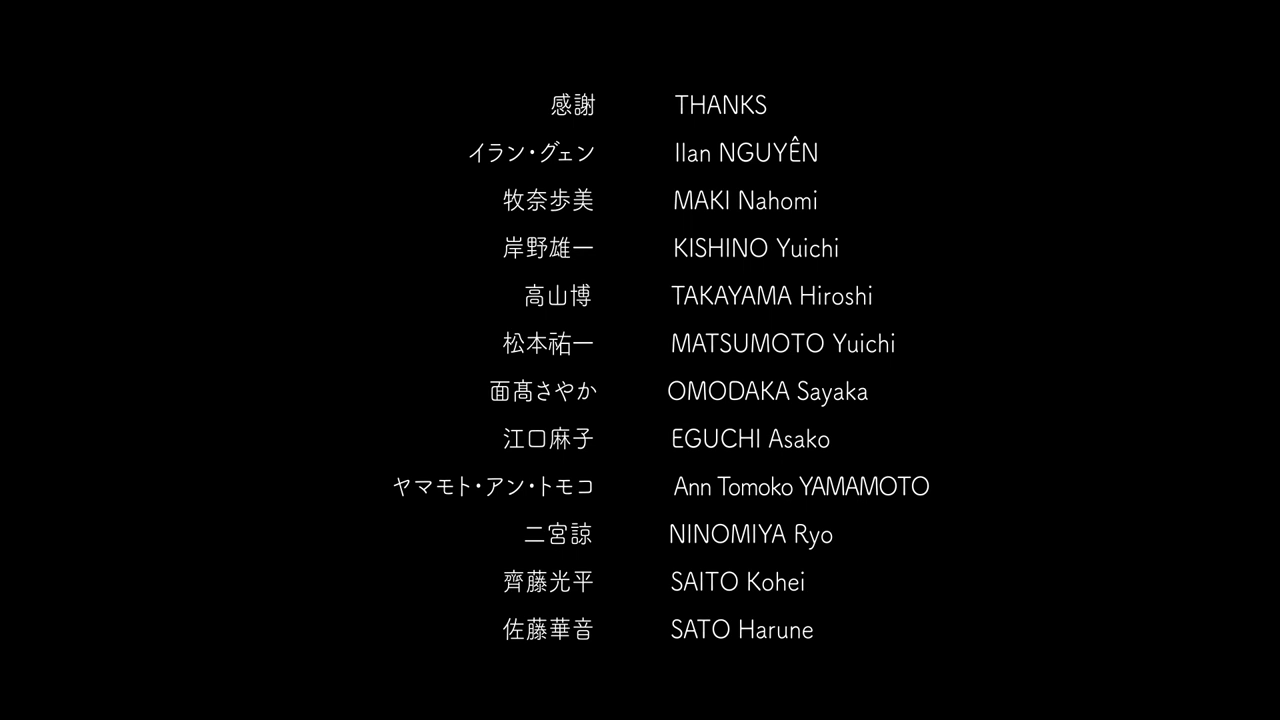 感謝 THANKS
イラン・グェン Ilan NGUYÊN
牧奈歩美 MAKI Nahomi
岸野雄一 KISHINO Yuichi
高山博 TAKAYAMA Hiroshi
松本祐一 MATSUMOTO Yuichi
面髙さやか OMODAKA Sayaka
江口麻子 EGUCHI Asako
ヤマモト・アン・トモコ Ann Tomoko YAMAMOTO
二宮諒 NINOMIYA Ryo
齊藤光平 SAITO Kohei
佐藤華音 SATO Harune